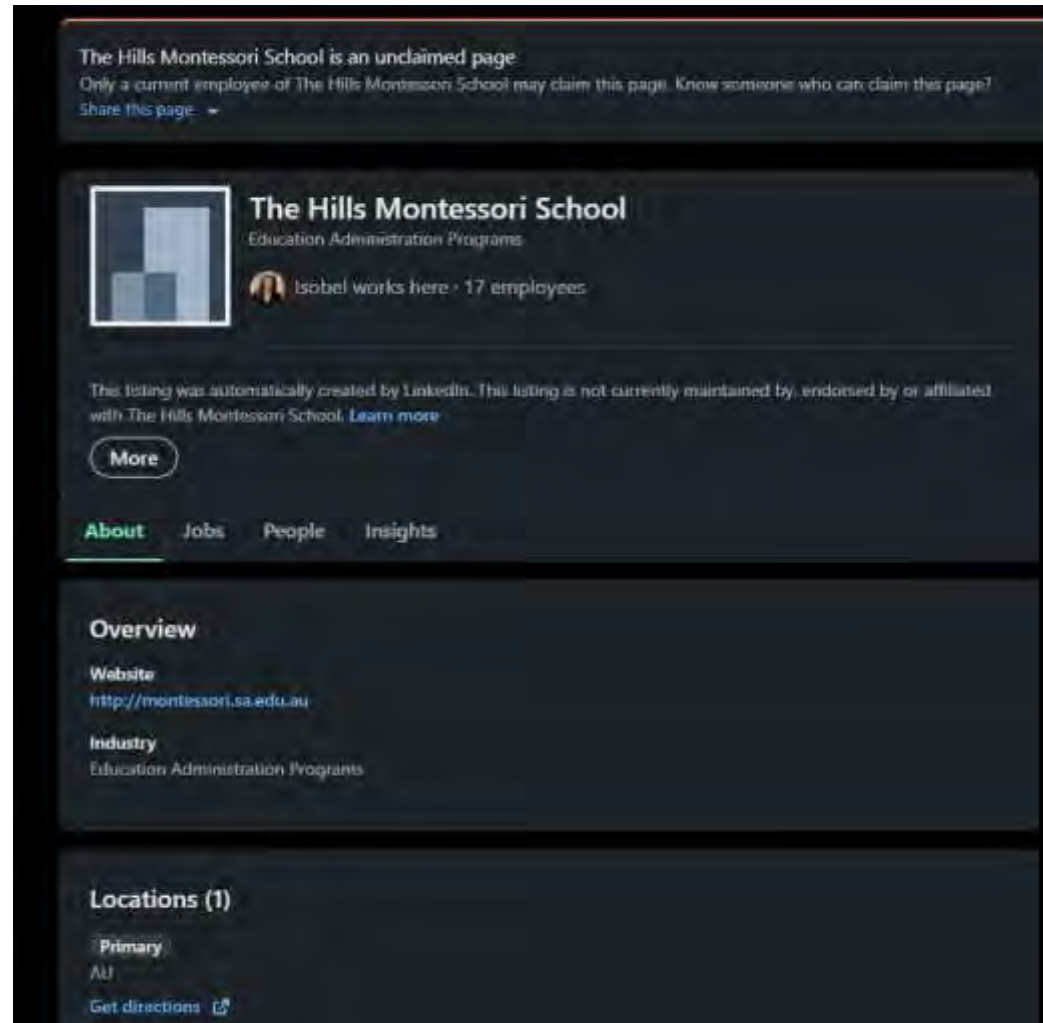 The Hills Montessori School is an unclaimed page
Only a current employee of The Hills Montessori School may claim this page. Know someone who can claim this page?
Share this page
The Hills Montessori School
Education Administration Programs
Isobel works here · 17 employees
This listing was automatically created by LinkedIn. This listing is not currently maintained by, endorsed by or affiliated
with The Hills Montessori School. Learn more
More
About Jobs People Insights
Overview
Website
http://montessori.sa.edu.au
Industry
Education Administration Programs
Locations (1)
Primary
AU
Get directions